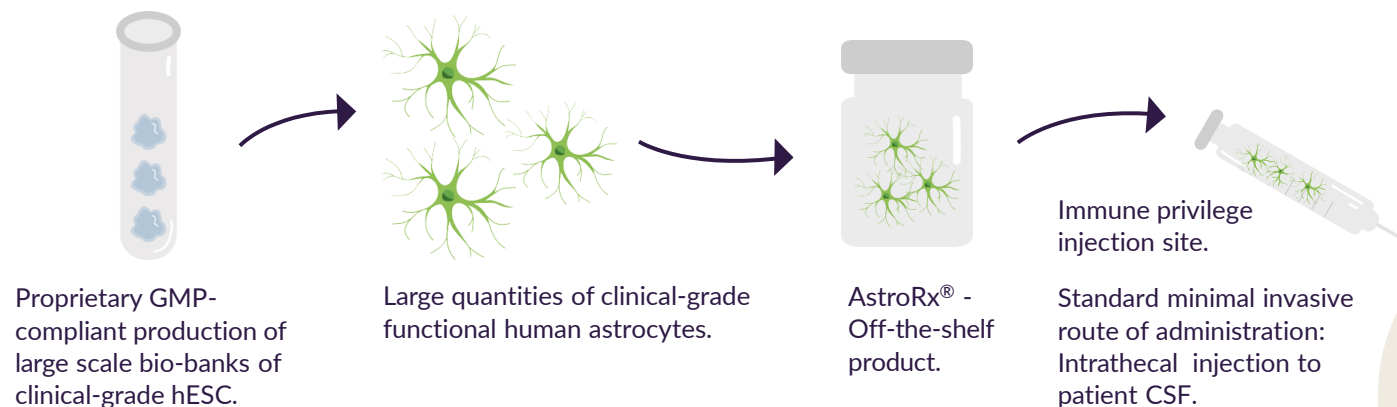 Proprietary GMP-
compliant production of
large scale bio-banks of
clinical-grade hESC.
Large quantities of clinical-grade
functional human astrocytes.
AstroRx® -
Off-the-shelf
product.
Immune privilege
injection site.
Standard minimal invasive
route of administration:
Intrathecal injection to
patient CSF.